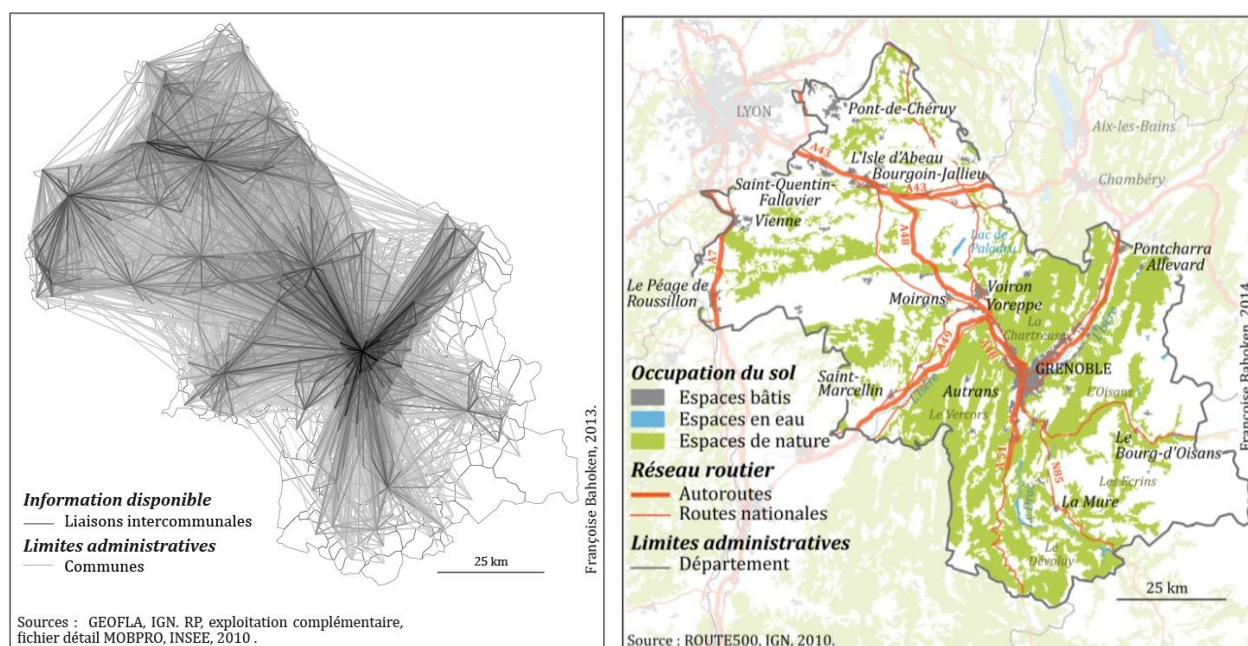 Information disponible
Liaisons intercommunales
Limites administratives
Communes
25 km
Françoise Bahoken, 2013.
Sources : GEOFLA, IGN. RP, exploitation complémentaire,
fichier détail MOBPRO, INSEE, 2010 .
LYON
Pont-de-Chéruy
Aix-les-Bains
A43
L'Isle d'Abeau
Bourgoin-Jallieu
Chambéry
Saint-Quentin-
Fallavier
A43
Vienne
A48
Lac de
Paladru
Pontcharra
Allevard
A7
Le Péage de
Roussillon
Moirans
Voiron
Voreppe
La
Chartreuse
L'Isère
A49
A48
GRENOBLE
Saint-
Marcellin
L'Isère
Autrans
L'Oisans
Le Vercors
Le
Bourg-d'Oisans
A51
N85
Les Ecrins
Le Drac
La Mure
Le
Dévoluy
Occupation du sol
Espaces bâtis
Espaces en eau
Espaces de nature
Réseau routier
Autoroutes
Routes nationales
Limites administratives
Département
25 km
Françoise Bahoken, 2014.
Source : ROUTE500, IGN, 2010.